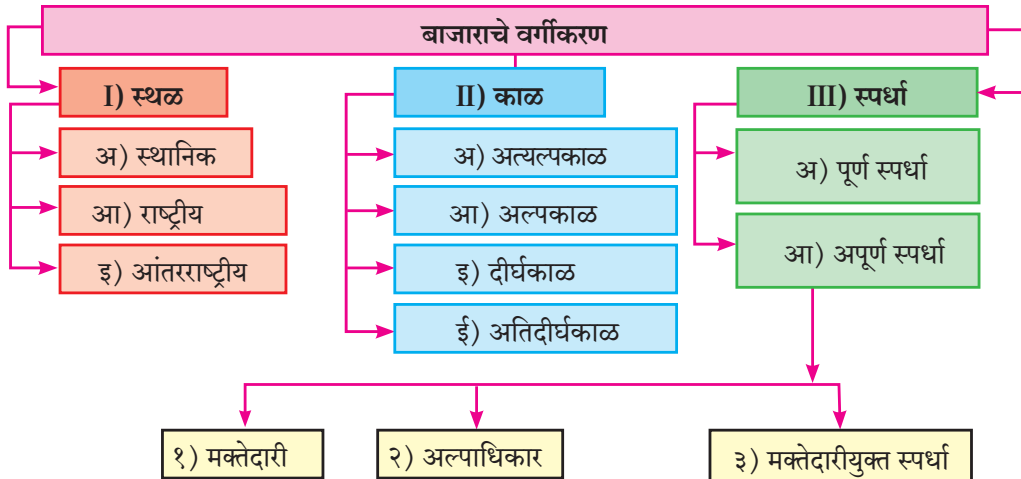 बाजाराचे वर्गीकरण
I) स्थळ
अ) स्थानिक
आ) राष्ट्रीय
इ) आंतरराष्ट्रीय
II) काळ
अ) अत्यल्पकाळ
आ) अल्पकाळ
इ) दीर्घकाळ
ई) अतिदीर्घकाळ
III) स्पर्धा
अ) पूर्ण स्पर्धा
आ) अपूर्ण स्पर्धा
१) मक्तेदारी
२) अल्पाधिकार
३) मक्तेदारीयुक्त स्पर्धा